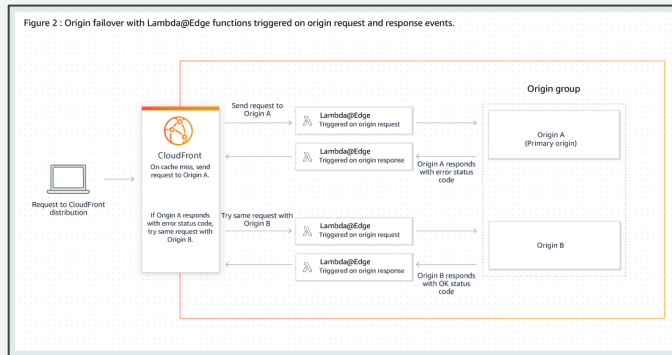 Figure 2 : Origin failover with Lambda@Edge functions triggered on origin request and response events.
Origin group
Send request to
Origin A
Lambda@Edge
Triggered on origin request
Origin A
(Primary origin)
CloudFront
On cache miss, send
request to Origin A.
Lambda@Edge
Triggered on origin response
Origin A responds
with error status
code
Request to CloudFront
distribution
If Origin A responds
with error status code,
try same request with
Origin B.
Try same request with
Origin B
Lambda@Edge
Triggered on origin request
Origin B
Lambda@Edge
Triggered on origin response
Origin B responds
with OK status
code